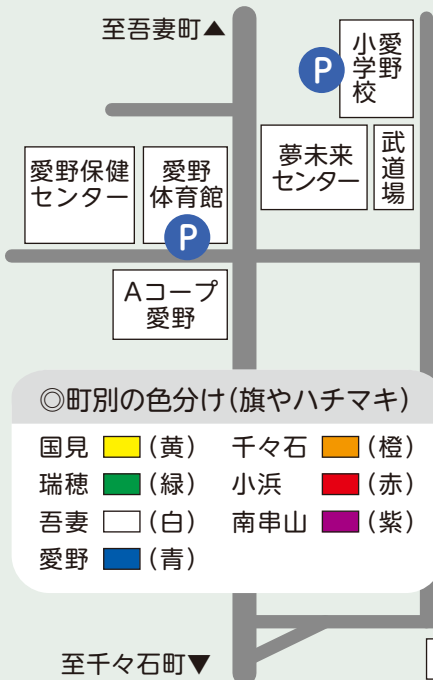 至吾妻町▲
P
愛野
小学校
夢未来
センター
武道場
愛野保健
センター
愛野
体育館
P
Aコープ
愛野
◎町別の色分け(旗やハチマキ)
国見 (黄) 千々石 (橙)
瑞穂 (緑) 小浜 (赤)
吾妻 (白) 南串山 (紫)
愛野 (青)
至千々石町▼